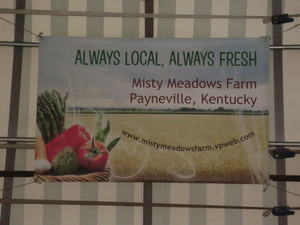 ALWAYS LOCAL, ALWAYS FRESH
Misty Meadows Farm
Payneville, Kentucky
www.mistymeadowsfarm.vpweb.com